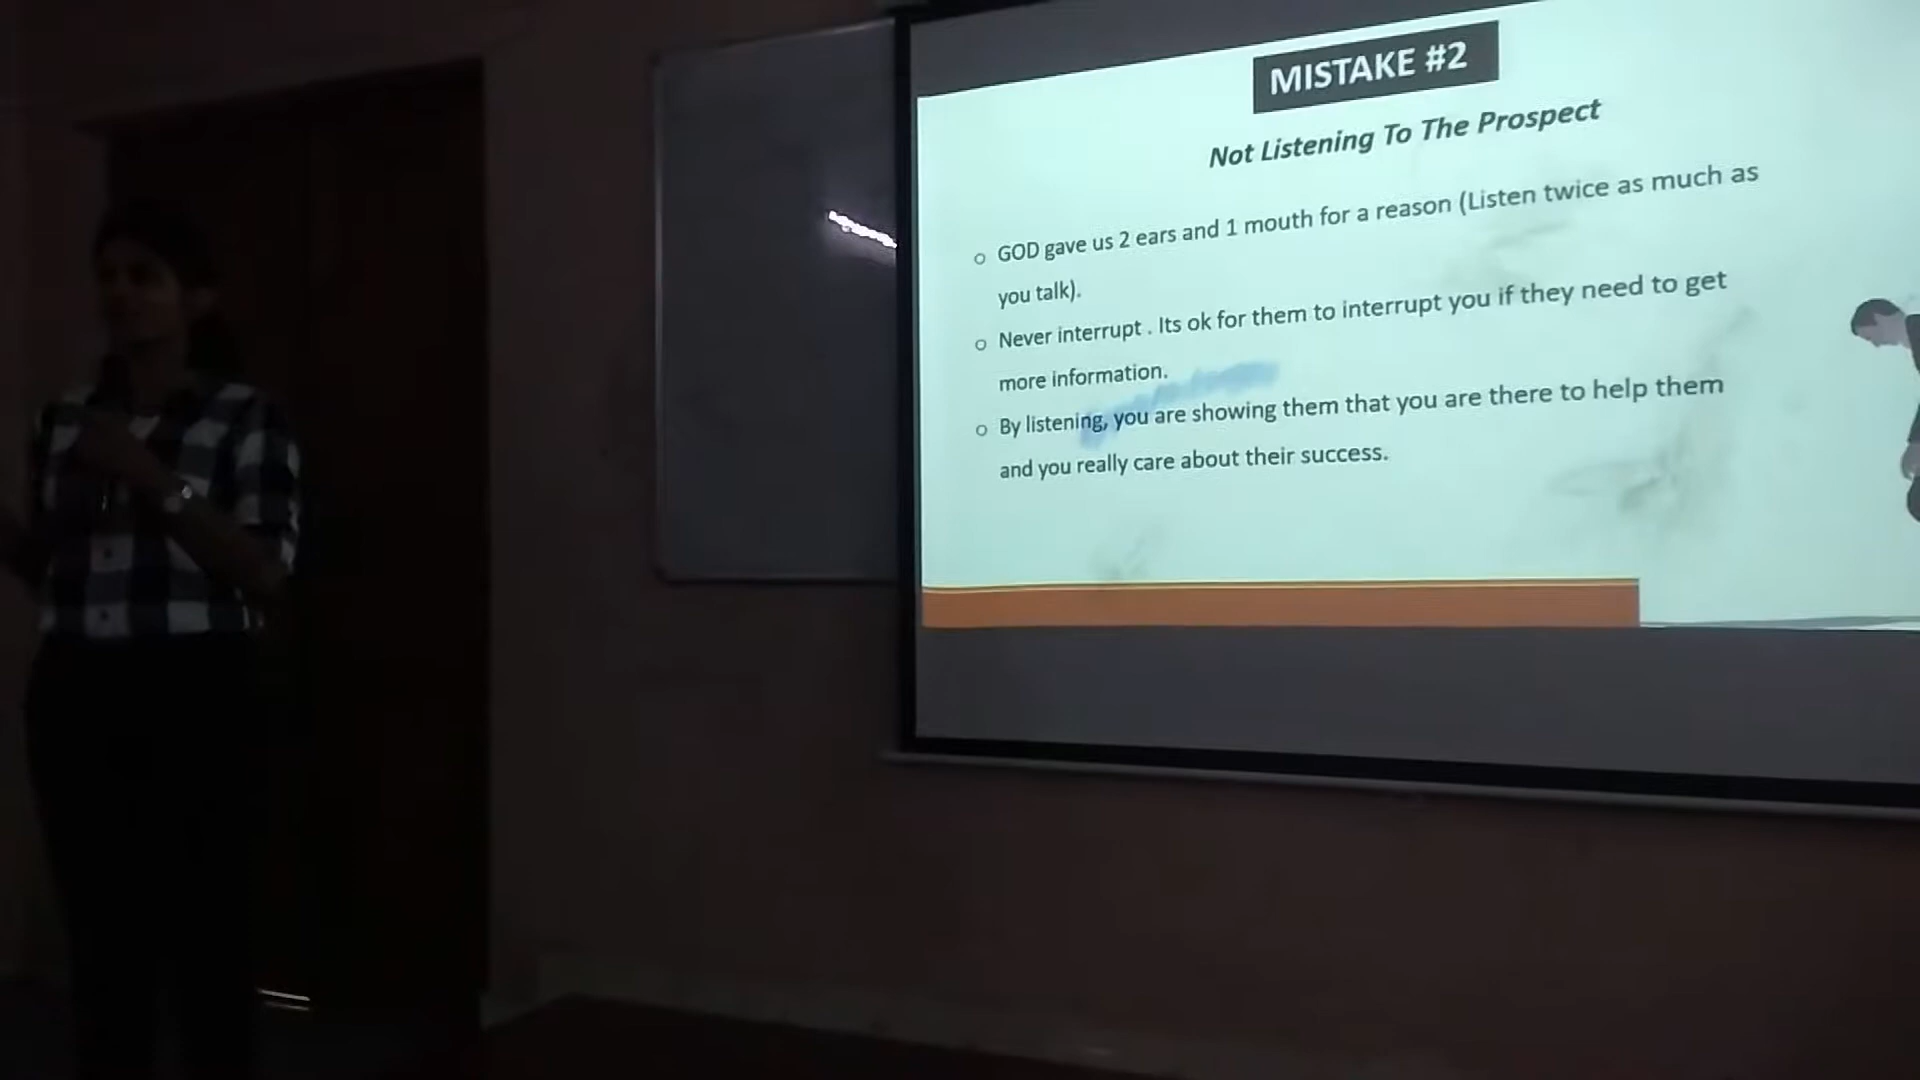 MISTAKE #2
Not Listening To The Prospect
o GOD gave us 2 ears and 1 mouth for a reason (Listen twice as much as
you talk).
o Never interrupt . Its ok for them to interrupt you if they need to get
more information.
o By listening, you are showing them that you are there to help them
and you really care about their success.